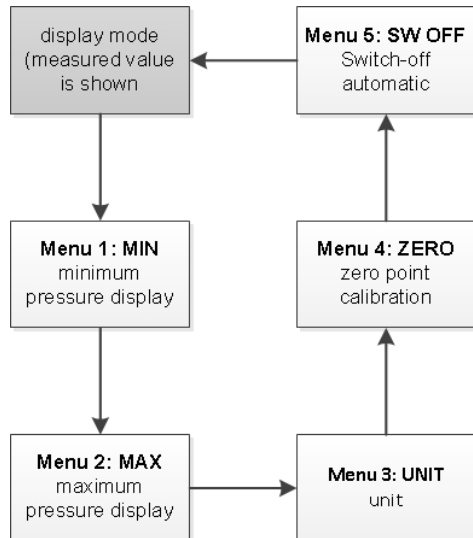 display mode
(measured value
is shown
Menu 5: SW OFF
Switch-off
automatic
Menu 1: MIN
minimum
pressure display
Menu 4: ZERO
zero point
calibration
Menu 2: MAX
maximum
pressure display
Menu 3: UNIT
unit